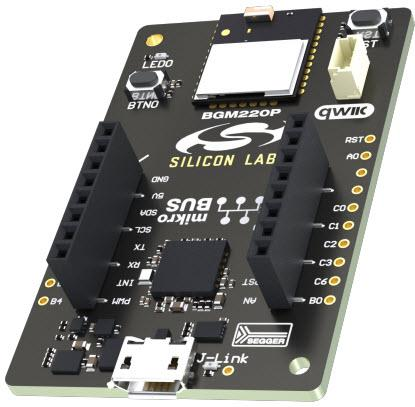 LED0
BTN0
BGM220P
ST
qwiic
SILICON LAB
mikro
BUS
RST
A0
C0
C1
C2
C3
C6
B0
GND
5V
SDA
SCL
TX
RX
INT
PWM
B4
AN
SEGGER
J-Link